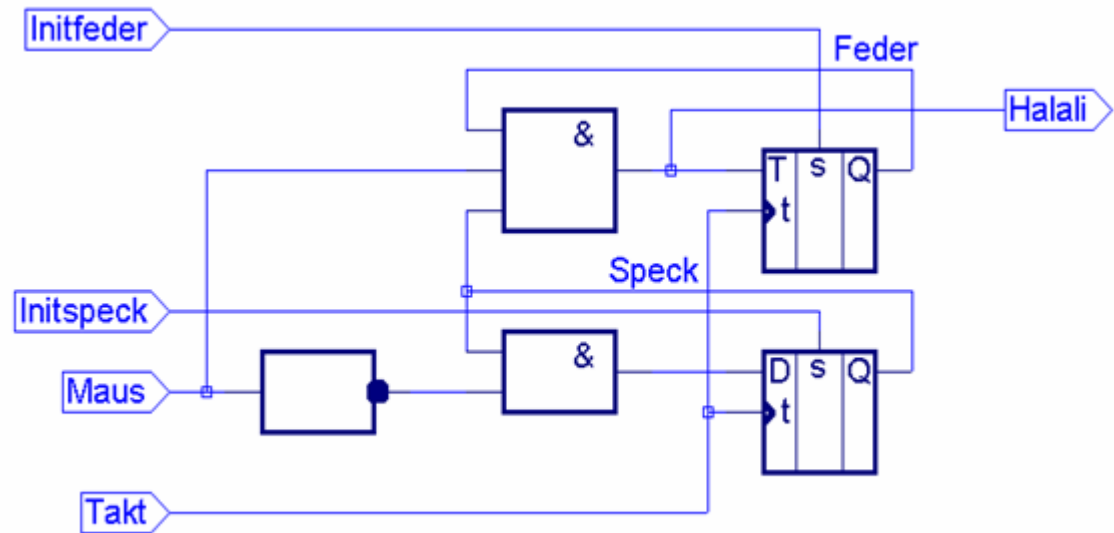 Initfeder
Feder
Halali
&
T s Q
t
Speck
Initspeck
&
D s Q
t
Maus
Takt